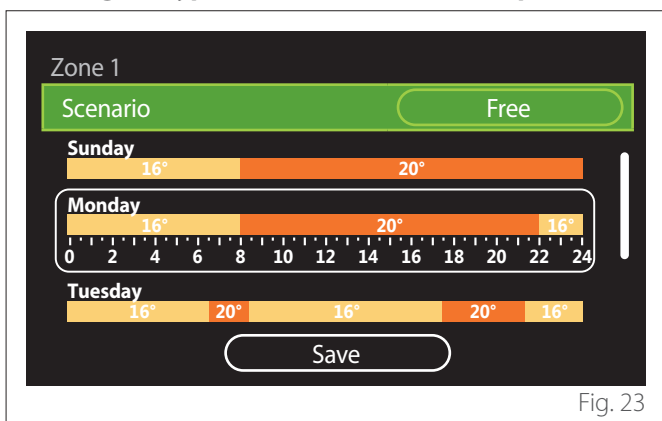 Zone 1
Scenario Free
Sunday
16° 20°
Monday
16° 20° 16°
0 2 4 6 8 10 12 14 16 18 20 22 24
Tuesday
16° 20° 16° 20° 16°
Save
Fig. 23